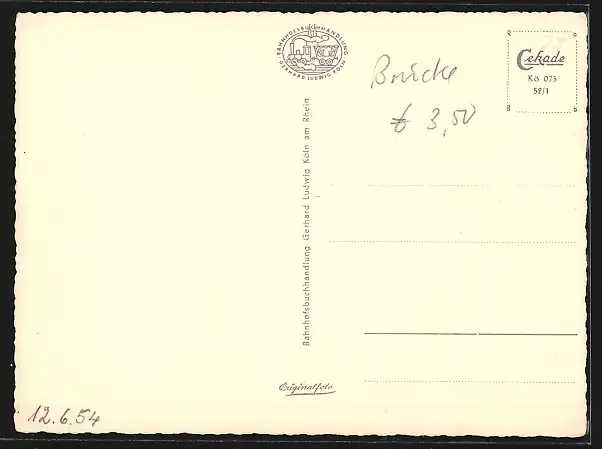 BAHNHOFSBUCHHANDLUNG
GERHARD LUDWIG KÖLN
Brücke
€ 3,50
Cekade
Kö 075
52/1
Bahnhofsbuchhandlung Gerhard Ludwig Köln am Rhein
Originalfoto
12.6.54